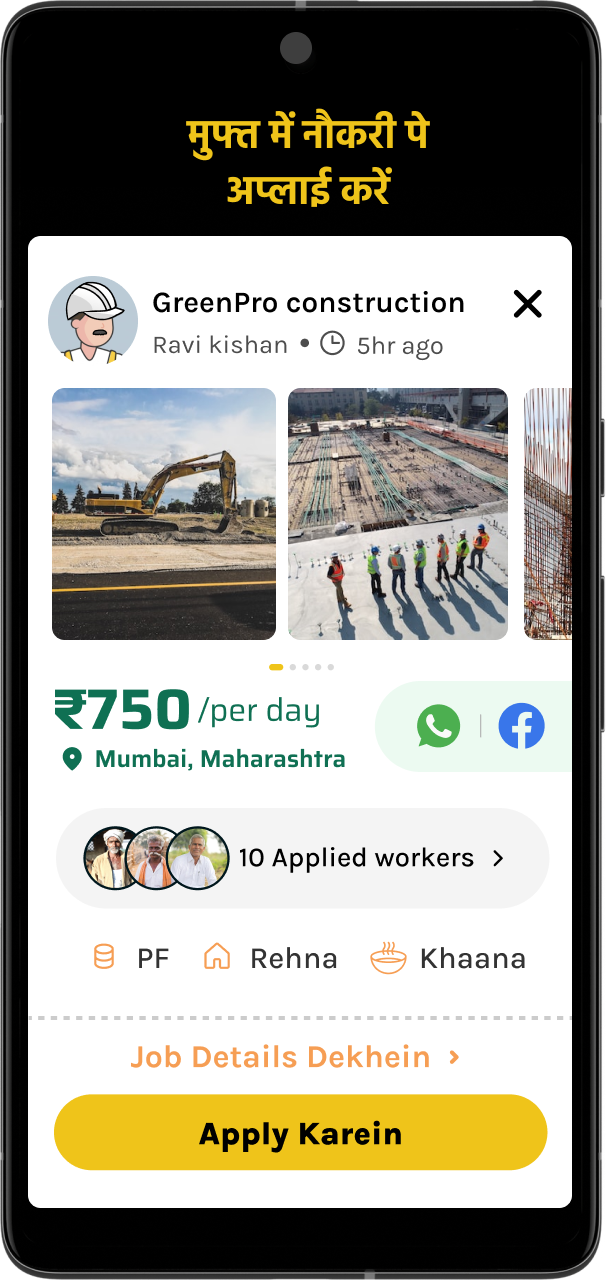 मुफ्त में नौकरी पे
अप्लाई करें
GreenPro construction
Ravi kishan • 5hr ago
₹750 /per day
Mumbai, Maharashtra
10 Applied workers >
PF Rehna Khaana
Job Details Dekhein >
Apply Karein